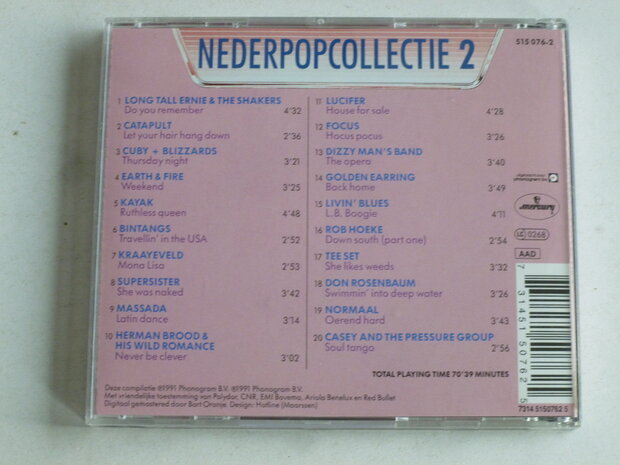 NEDERPOPCOLLECTIE 2
515 076-2
1 LONG TALL ERNIE & THE SHAKERS
Do you remember 4'32
2 CATAPULT
Let your hair hang down 2'36
3 CUBY + BLIZZARDS
Thursday night 3'21
4 EARTH & FIRE
Weekend 3'25
5 KAYAK
Ruthless queen 4'48
6 BINTANGS
Travellin' in the USA 2'52
7 KRAAYEVELD
Mona Lisa 2'53
8 SUPERSISTER
She was naked 3'42
9 MASSADA
Latin dance 3'14
10 HERMAN BROOD &
HIS WILD ROMANCE
Never be clever 3'02
11 LUCIFER
House for sale 4'28
12 FOCUS
Hocus pocus 3'26
13 DIZZY MAN'S BAND
The opera 3'40
14 GOLDEN EARRING
Back home 3'49
15 LIVIN' BLUES
L.B. Boogie 4'11
16 ROB HOEKE
Down south (part one) 2'54
17 TEE SET
She likes weeds 3'32
18 DON ROSENBAUM
Swimmin' into deep water 3'26
19 NORMAAL
Oerend hard 3'43
20 CASEY AND THE PRESSURE GROUP
Soul tango 2'56
TOTAL PLAYING TIME 70'39 MINUTES
phonogram bv
mercury
LC 0268
AAD
7 31451 50762 5
7314 5150762 5
Deze compilatie ℗1991 Phonogram B.V. ©1991 Phonogram B.V.
Met vriendelijke toestemming van Polydor, CNR, EMI Bovema, Ariola Benelux en Red Bullet
Digitaal gemastered door Bart Oranje. Design: Hotline (Maarssen)